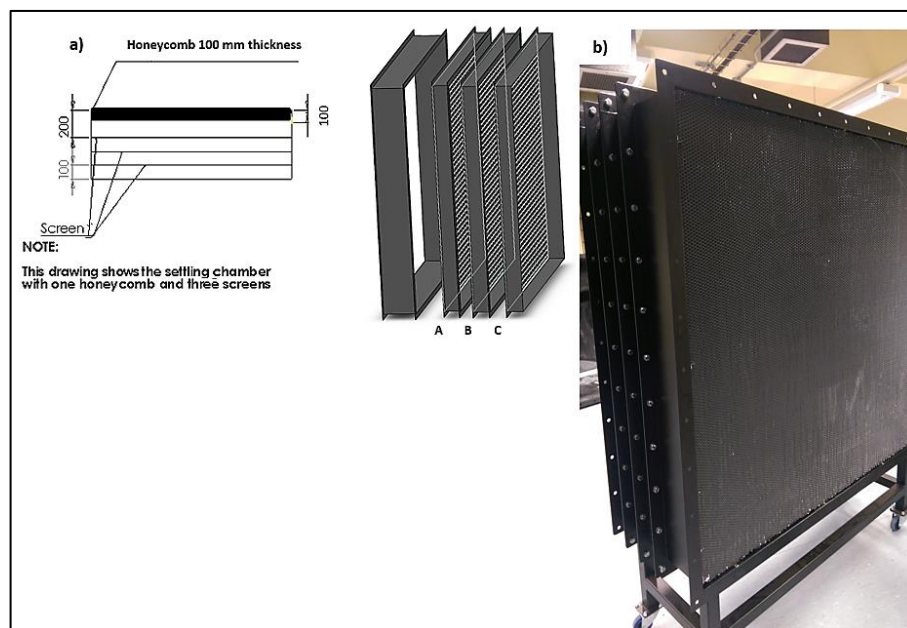 a)
Honeycomb 100 mm thickness
200
100
100
Screen
NOTE:
This drawing shows the settling chamber
with one honeycomb and three screens
A B C
b)